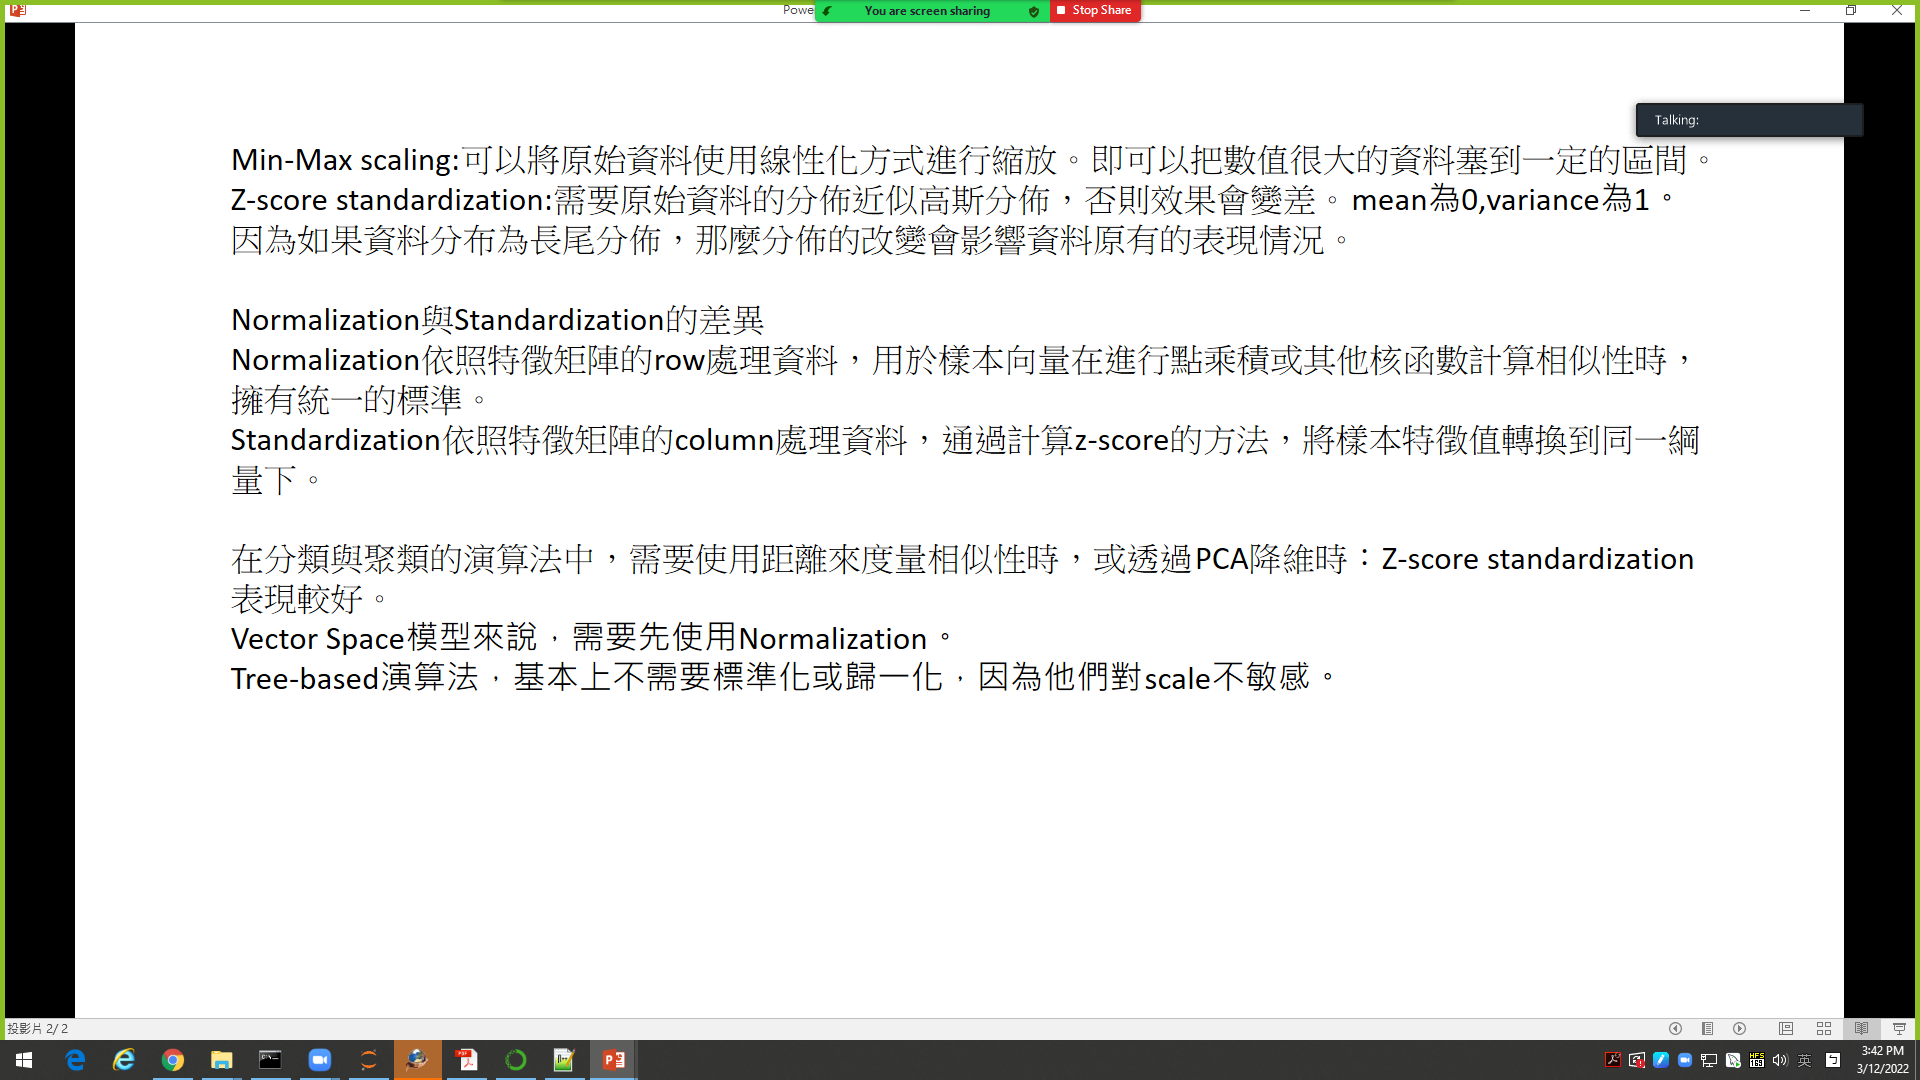 Powe
You are screen sharing
Stop Share
Talking:
Min-Max scaling:可以將原始資料使用線性化方式進行縮放。即可以把數值很大的資料塞到一定的區間。
Z-score standardization:需要原始資料的分佈近似高斯分佈，否則效果會變差。mean為0,variance為1。
因為如果資料分布為長尾分佈，那麼分佈的改變會影響資料原有的表現情況。
Normalization與Standardization的差異
Normalization依照特徵矩陣的row處理資料，用於樣本向量在進行點乘積或其他核函數計算相似性時，
擁有統一的標準。
Standardization依照特徵矩陣的column處理資料，通過計算z-score的方法，將樣本特徵值轉換到同一綱
量下。
在分類與聚類的演算法中，需要使用距離來度量相似性時，或透過PCA降維時：Z-score standardization
表現較好。
Vector Space模型來說，需要先使用Normalization。
Tree-based演算法，基本上不需要標準化或歸一化，因為他們對scale不敏感。
投影片 2/ 2
英
3:42 PM
3/12/2022